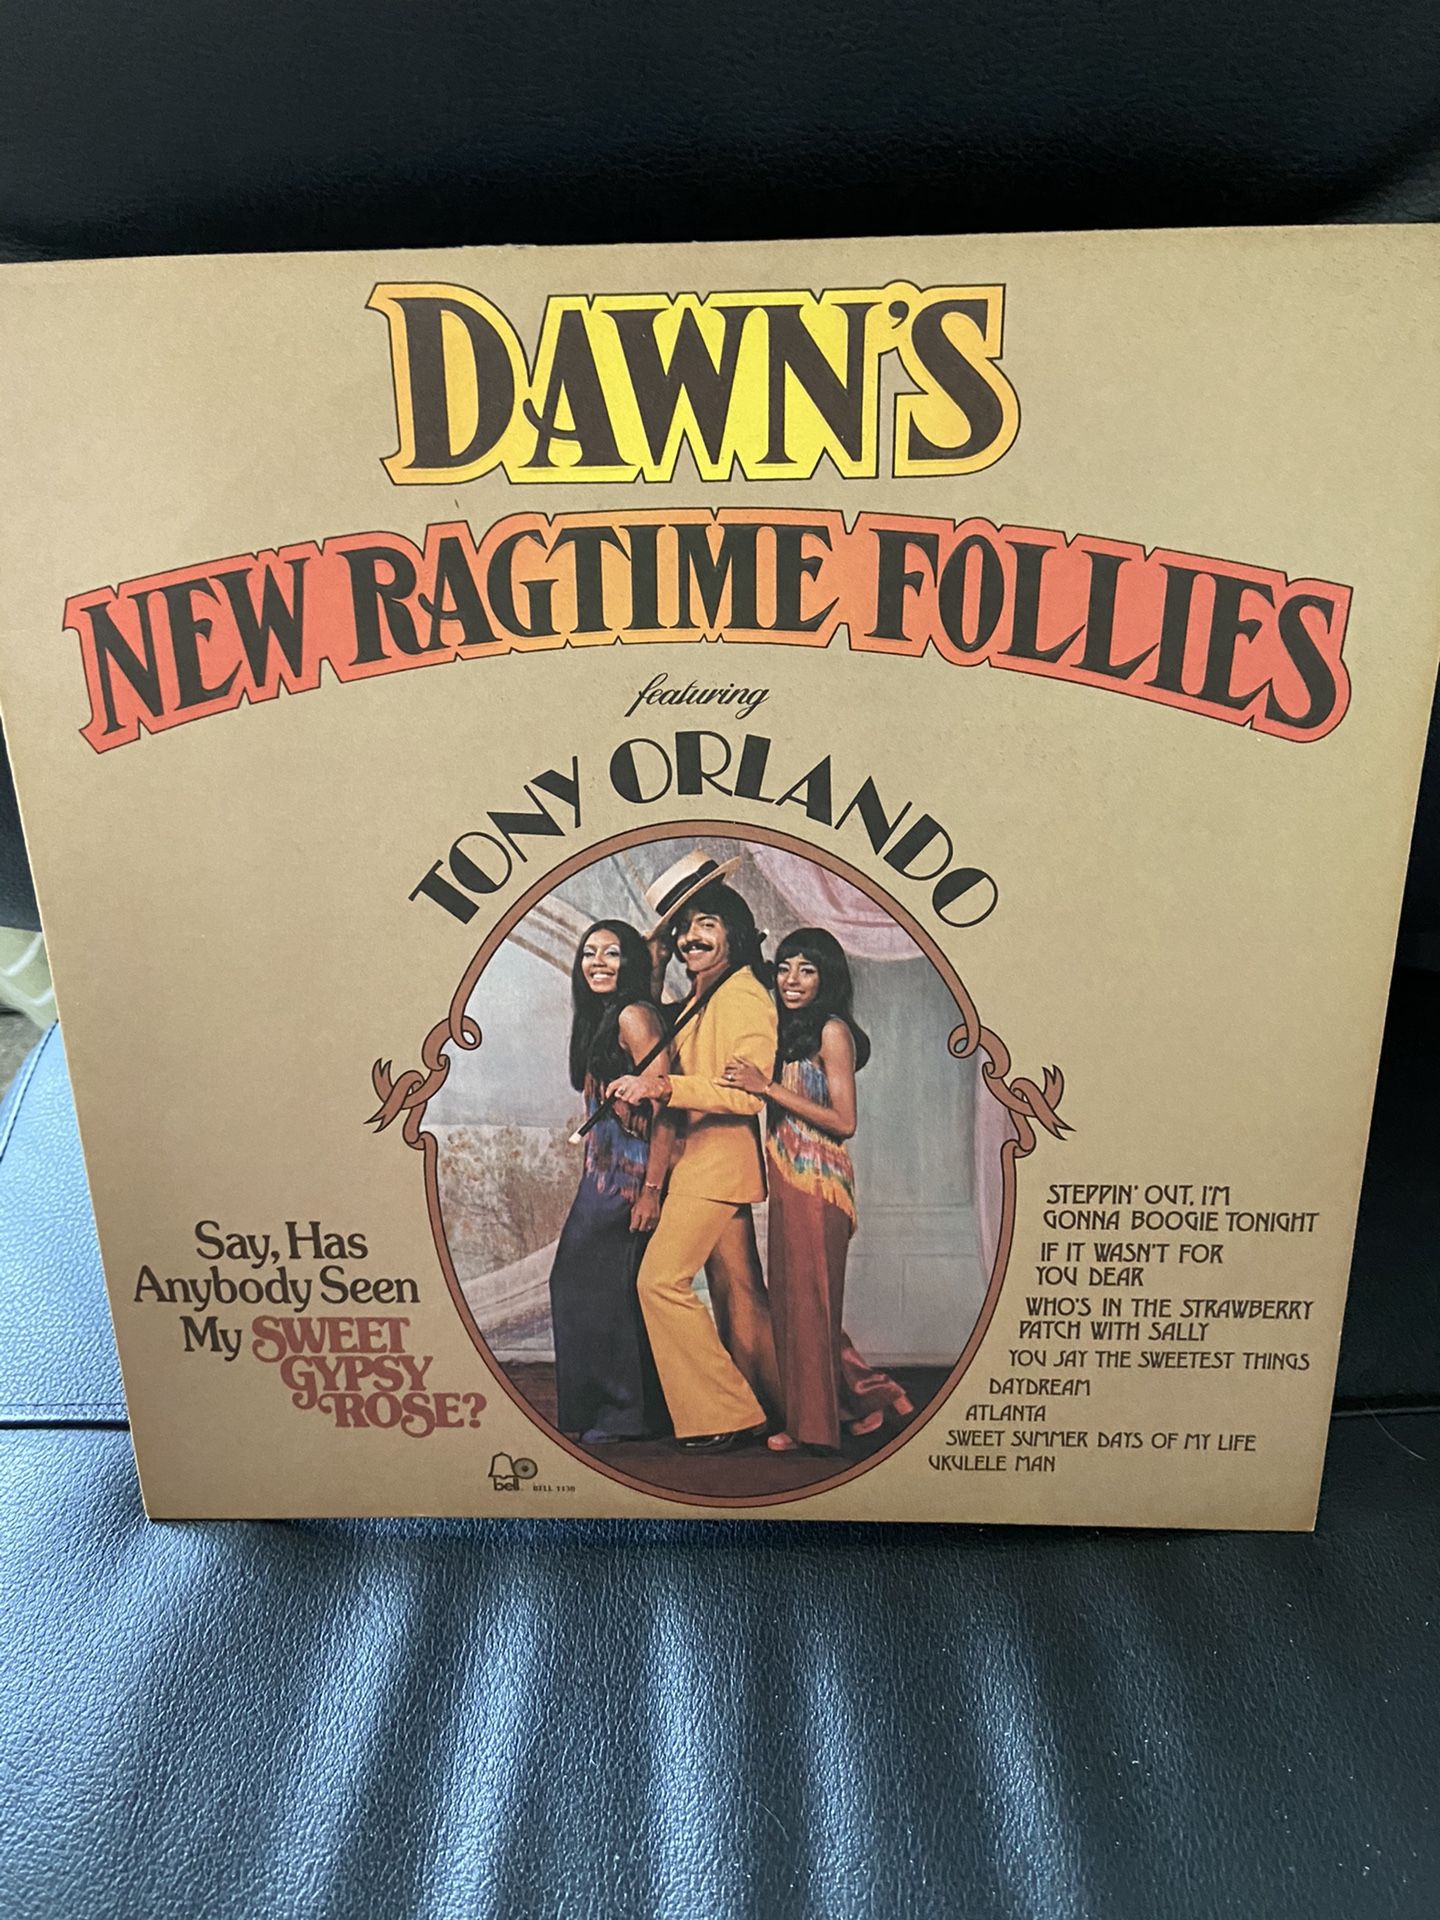 DAWN'S
NEW RAGTIME FOLLIES
featuring
TONY ORLANDO
Say, Has
Anybody Seen
My SWEET
GYPSY
ROSE?
STEPPIN' OUT, I'M
GONNA BOOGIE TONIGHT
IF IT WASN'T FOR
YOU DEAR
WHO'S IN THE STRAWBERRY
PATCH WITH SALLY
YOU SAY THE SWEETEST THINGS
DAYDREAM
ATLANTA
SWEET SUMMER DAYS OF MY LIFE
UKULELE MAN
bell. BELL 1130